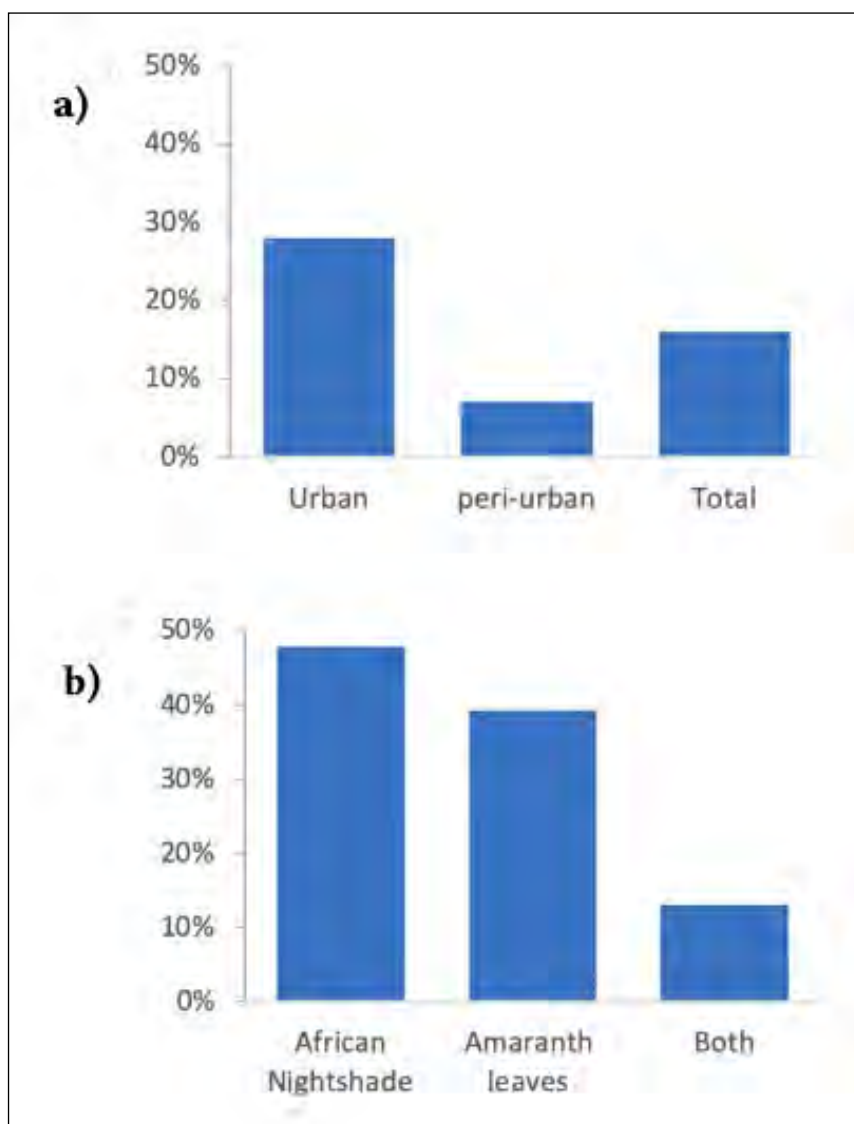 a)
50%
40%
30%
20%
10%
0%
Urban peri-urban Total
b)
50%
40%
30%
20%
10%
0%
African Amaranth Both
Nightshade leaves